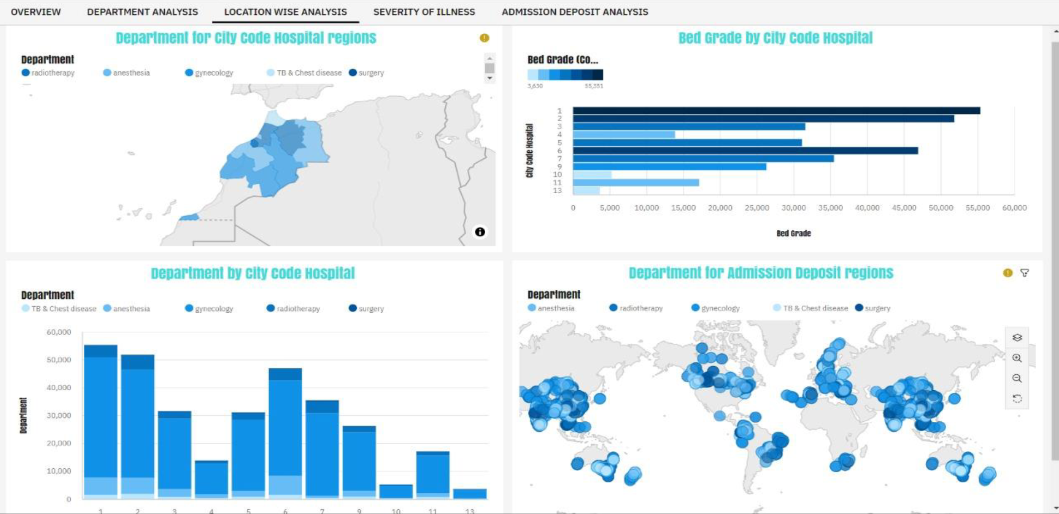 OVERVIEW DEPARTMENT ANALYSIS LOCATION WISE ANALYSIS SEVERITY OF ILLNESS ADMISSION DEPOSIT ANALYSIS
Department for City Code Hospital regions
Department
radiotherapy anesthesia gynecology TB & Chest disease surgery
Bed Grade by City Code Hospital
Bed Grade (Co...
3,636 55,351
City Code Hospital
1
2
3
4
5
6
7
9
10
11
13
0 5,000 10,000 15,000 20,000 25,000 30,000 35,000 40,000 45,000 50,000 55,000 60,000
Bed Grade
Department by City Code Hospital
Department
TB & Chest disease anesthesia gynecology radiotherapy surgery
Department
60,000
50,000
40,000
30,000
20,000
10,000
0
1 2 3 4 5 6 7 9 10 11 13
Department for Admission Deposit regions
Department
anesthesia radiotherapy gynecology TB & Chest disease surgery